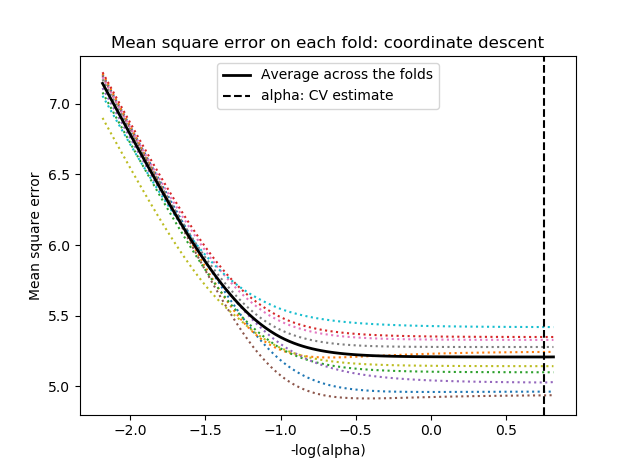 Mean square error on each fold: coordinate descent
Average across the folds
alpha: CV estimate
Mean square error
7.0
6.5
6.0
5.5
5.0
−2.0 −1.5 −1.0 −0.5 0.0 0.5
-log(alpha)